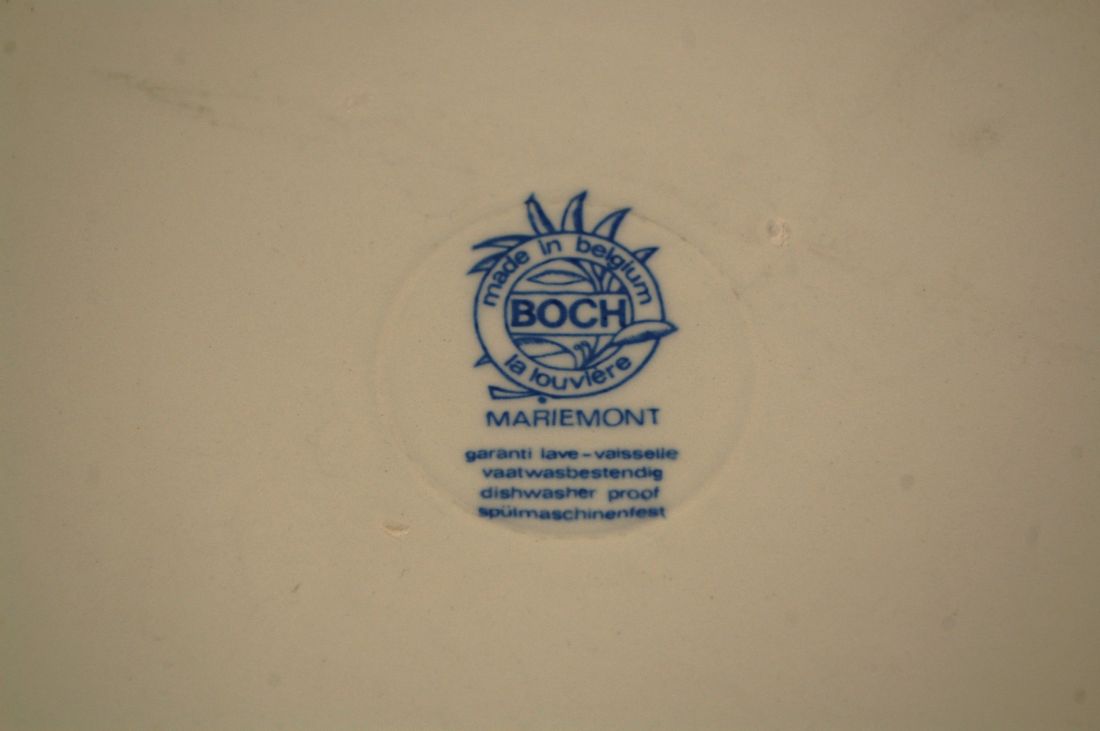 made in belgium
BOCH
la louvière
MARIEMONT
garanti lave-vaisselle
vaatwasbestendig
dishwasher proof
spülmaschinenfest